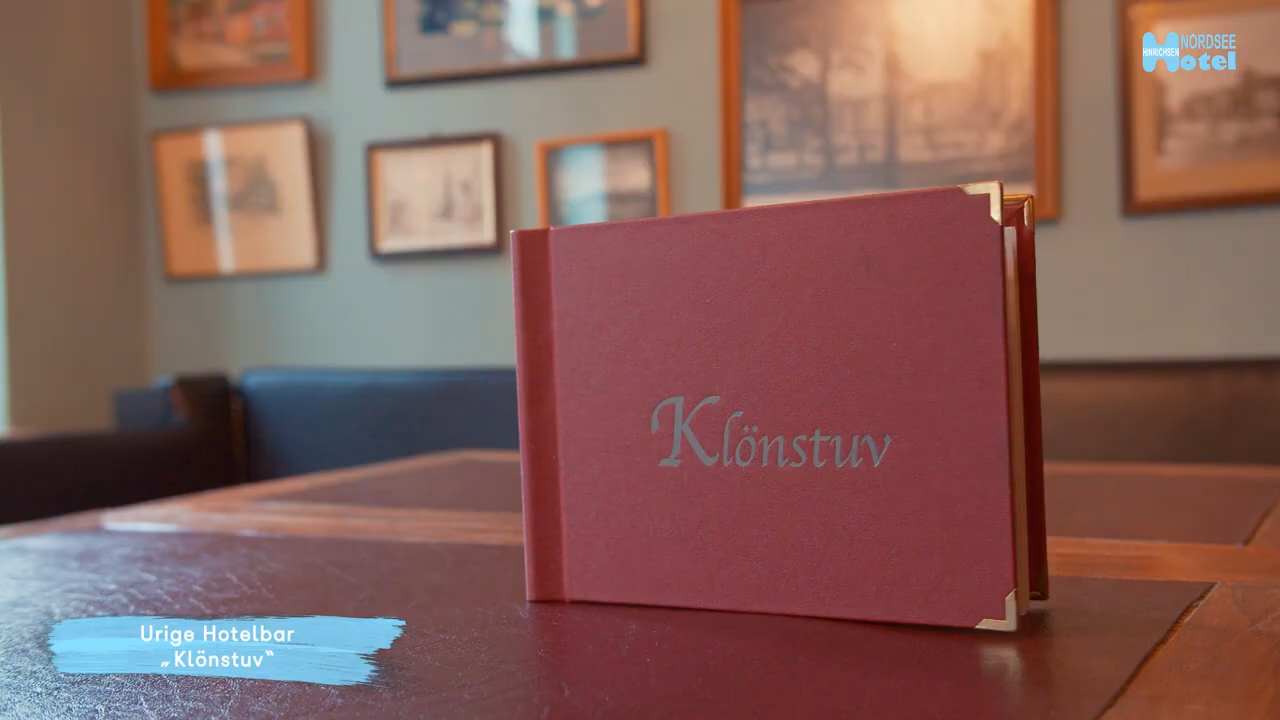 NORDSEE
HINRICHSEN Hotel
Klönstuv
Urige Hotelbar
„Klönstuv“